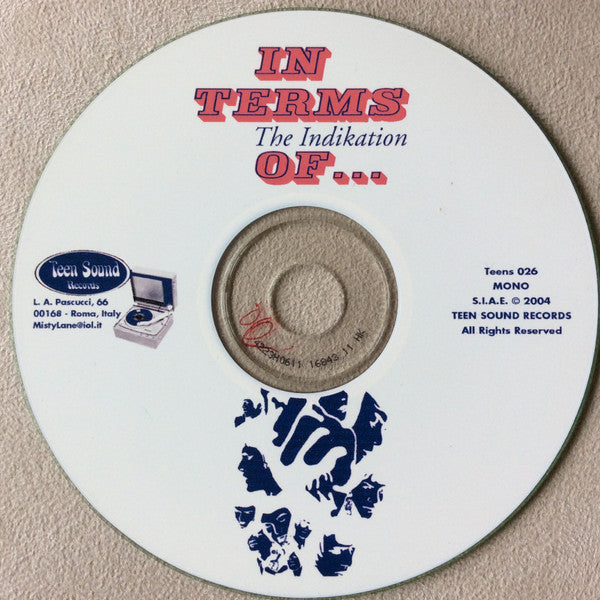 IN
TERMS
The Indikation
OF...
Teen Sound
Records
L. A. Pascucci, 66
00168 - Roma, Italy
MistyLane@iol.it
Teens 026
MONO
S.I.A.E. © 2004
TEEN SOUND RECORDS
All Rights Reserved